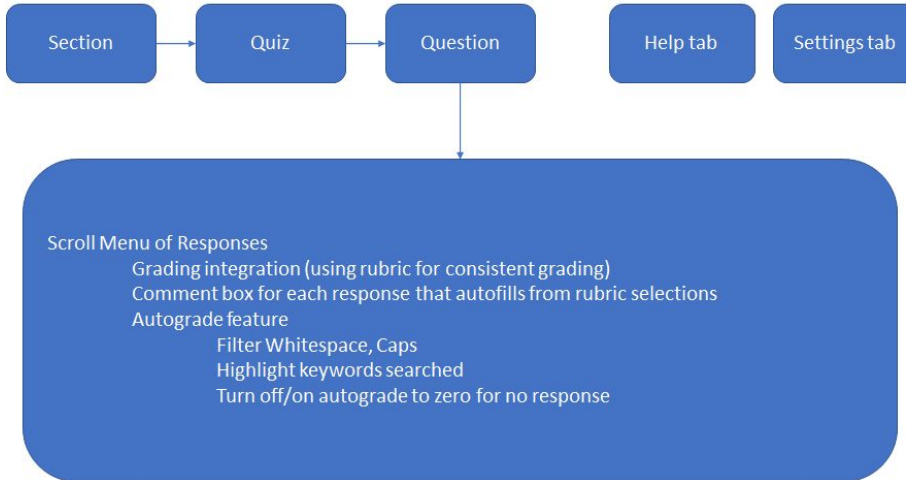 Section
Quiz
Question
Help tab
Settings tab
Scroll Menu of Responses
Grading integration (using rubric for consistent grading)
Comment box for each response that autofills from rubric selections
Autograde feature
Filter Whitespace, Caps
Highlight keywords searched
Turn off/on autograde to zero for no response